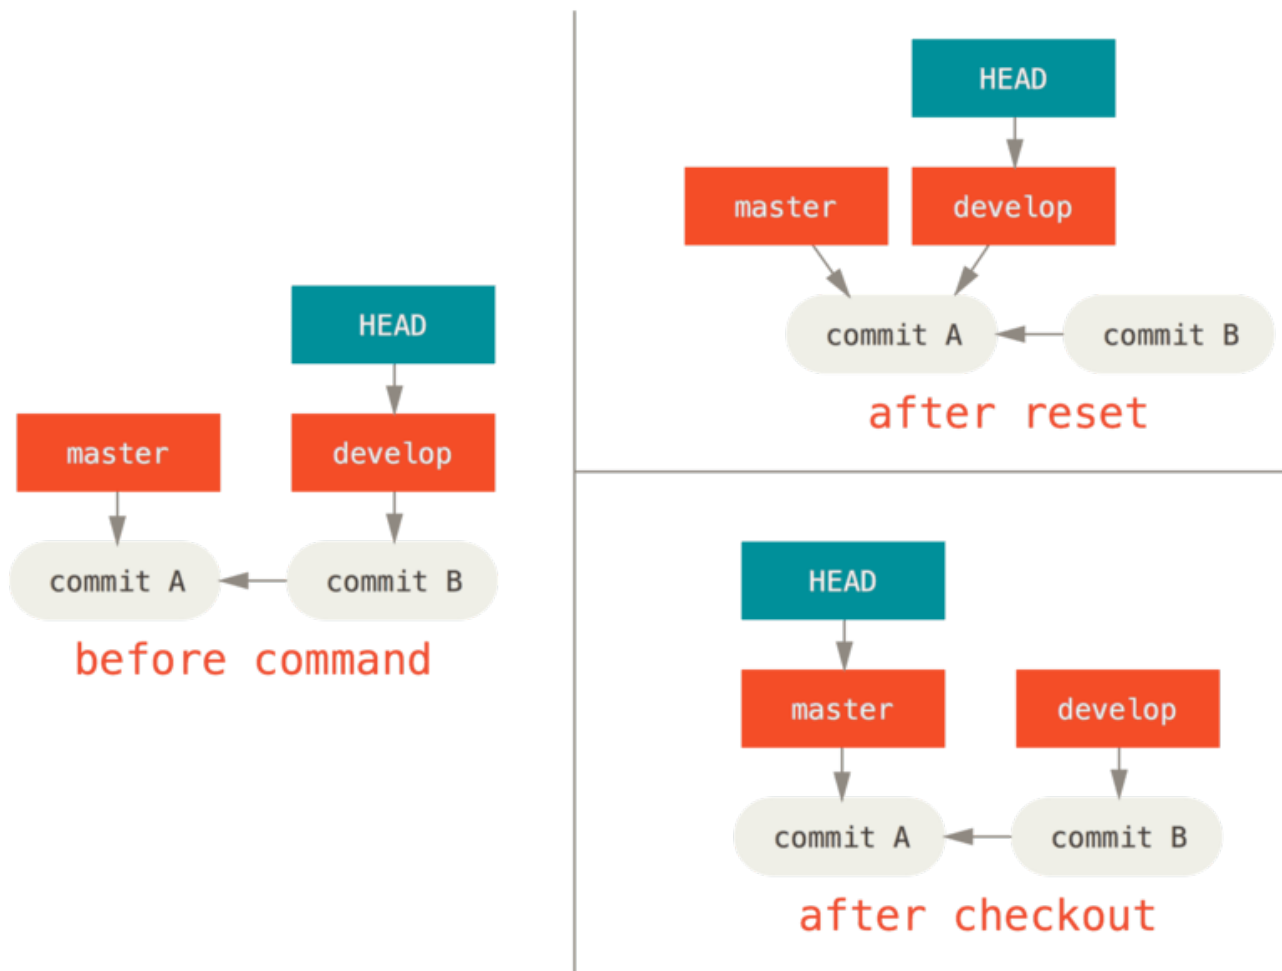 HEAD
master
develop
commit A
commit B
before command
HEAD
master
develop
commit A
commit B
after reset
HEAD
master
develop
commit A
commit B
after checkout